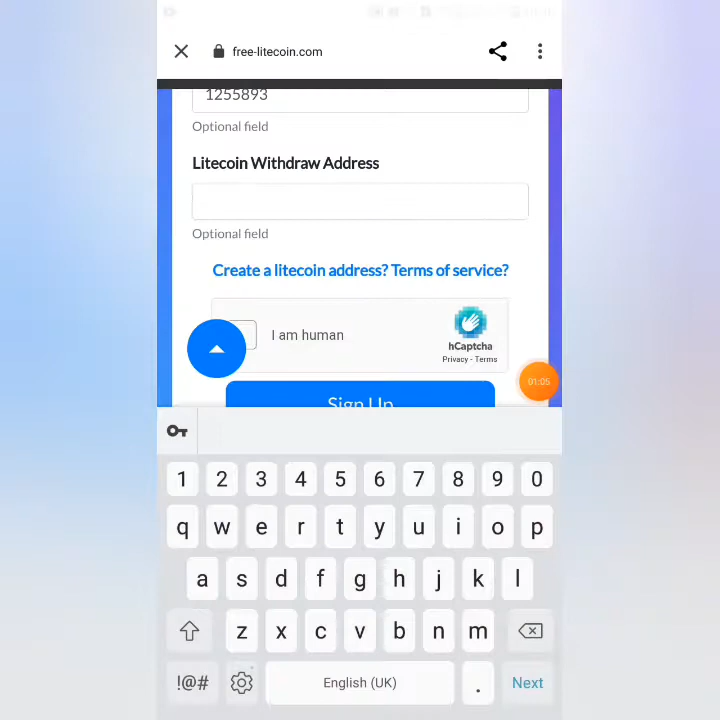 free-litecoin.com
1255893
Optional field
Litecoin Withdraw Address
Optional field
Create a litecoin address? Terms of service?
I am human
hCaptcha
Privacy - Terms
01:05
Sign Up
1 2 3 4 5 6 7 8 9 0
q w e r t y u i o p
a s d f g h j k l
z x c v b n m
!@# English (UK) . Next